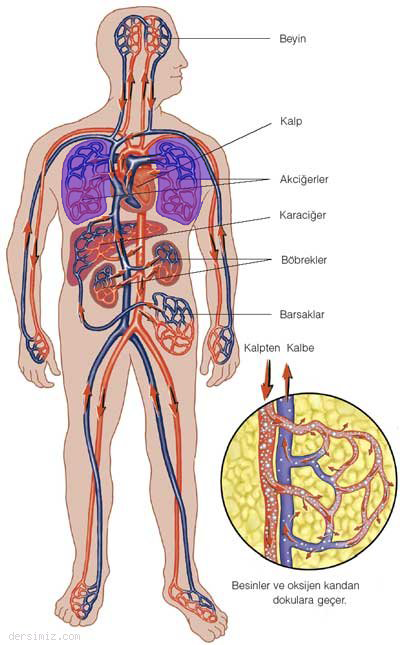 Beyin
Kalp
Akciğerler
Karaciğer
Böbrekler
Barsaklar
Kalpten Kalbe
Besinler ve oksijen kandan
dokulara geçer.
dersimiz.com